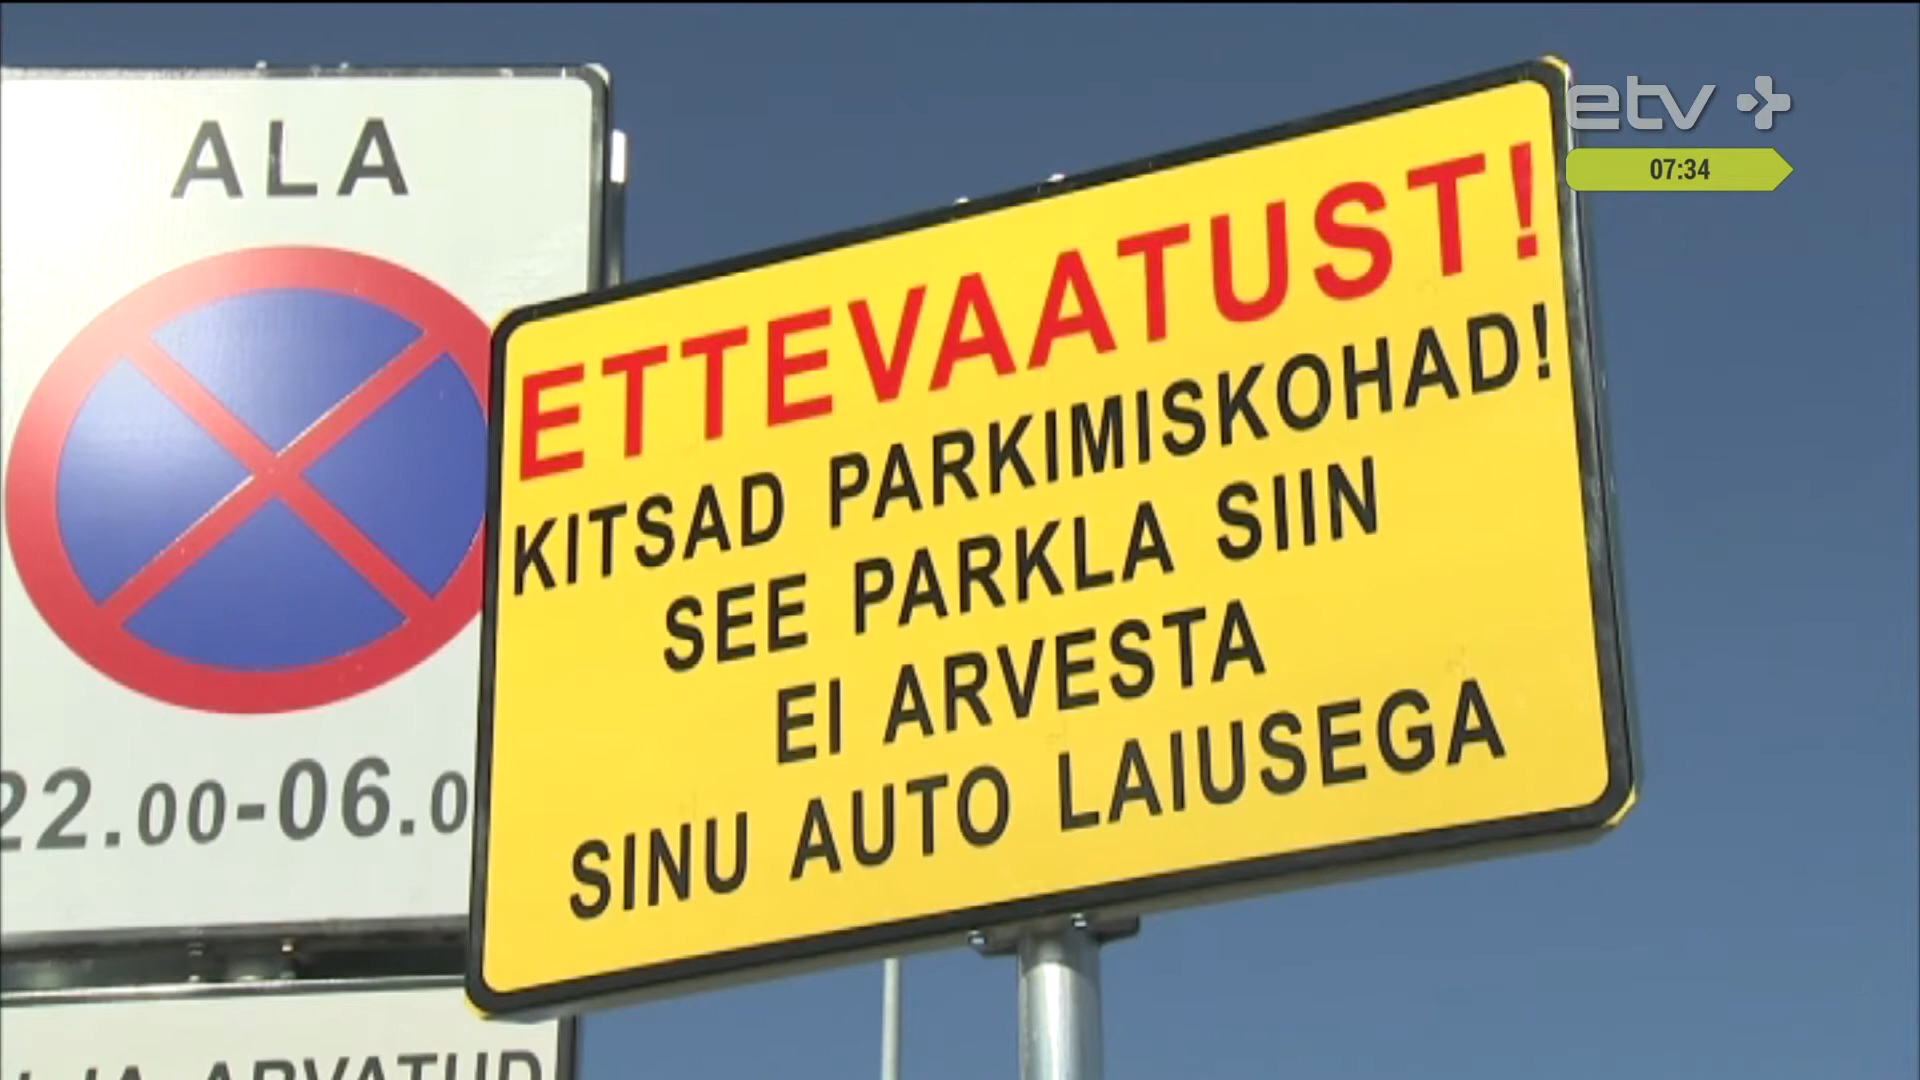 ALA
22.00-06.0
ETTEVAATUST!
KITSAD PARKIMISKOHAD!
SEE PARKLA SIIN
EI ARVESTA
SINU AUTO LAIUSEGA
etv +
07:34